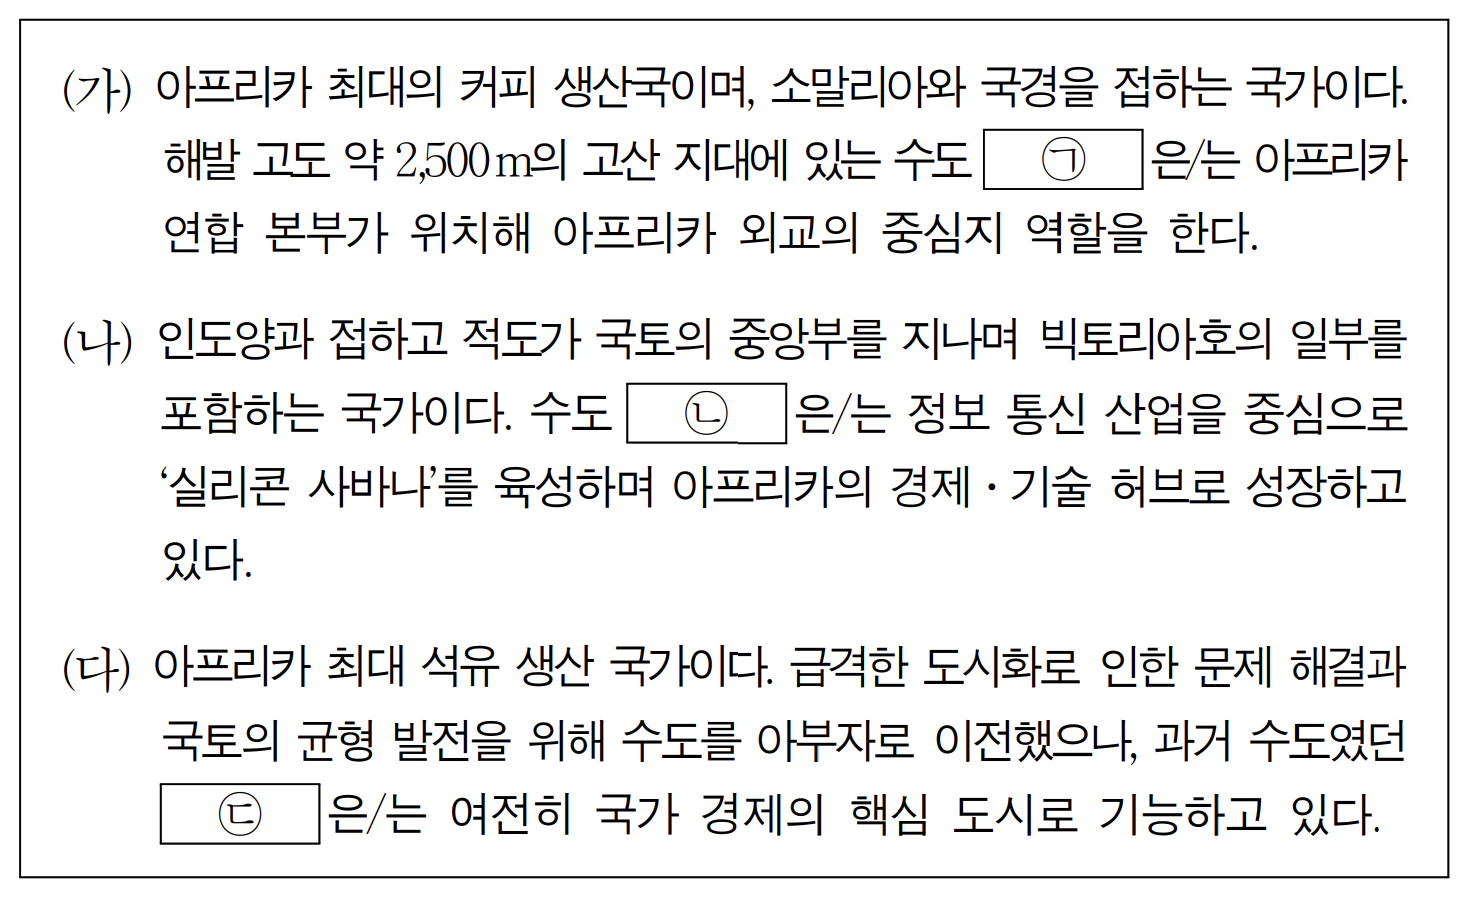 (가) 아프리카 최대의 커피 생산국이며, 소말리아와 국경을 접하는 국가이다.
해발 고도 약 2,500m의 고산 지대에 있는 수도 ㉠ 은/는 아프리카
연합 본부가 위치해 아프리카 외교의 중심지 역할을 한다.
(나) 인도양과 접하고 적도가 국토의 중앙부를 지나며 빅토리아호의 일부를
포함하는 국가이다. 수도 ㉡ 은/는 정보 통신 산업을 중심으로
‘실리콘 사바나’를 육성하며 아프리카의 경제·기술 허브로 성장하고
있다.
(다) 아프리카 최대 석유 생산 국가이다. 급격한 도시화로 인한 문제 해결과
국토의 균형 발전을 위해 수도를 아부자로 이전했으나, 과거 수도였던
㉢ 은/는 여전히 국가 경제의 핵심 도시로 기능하고 있다.